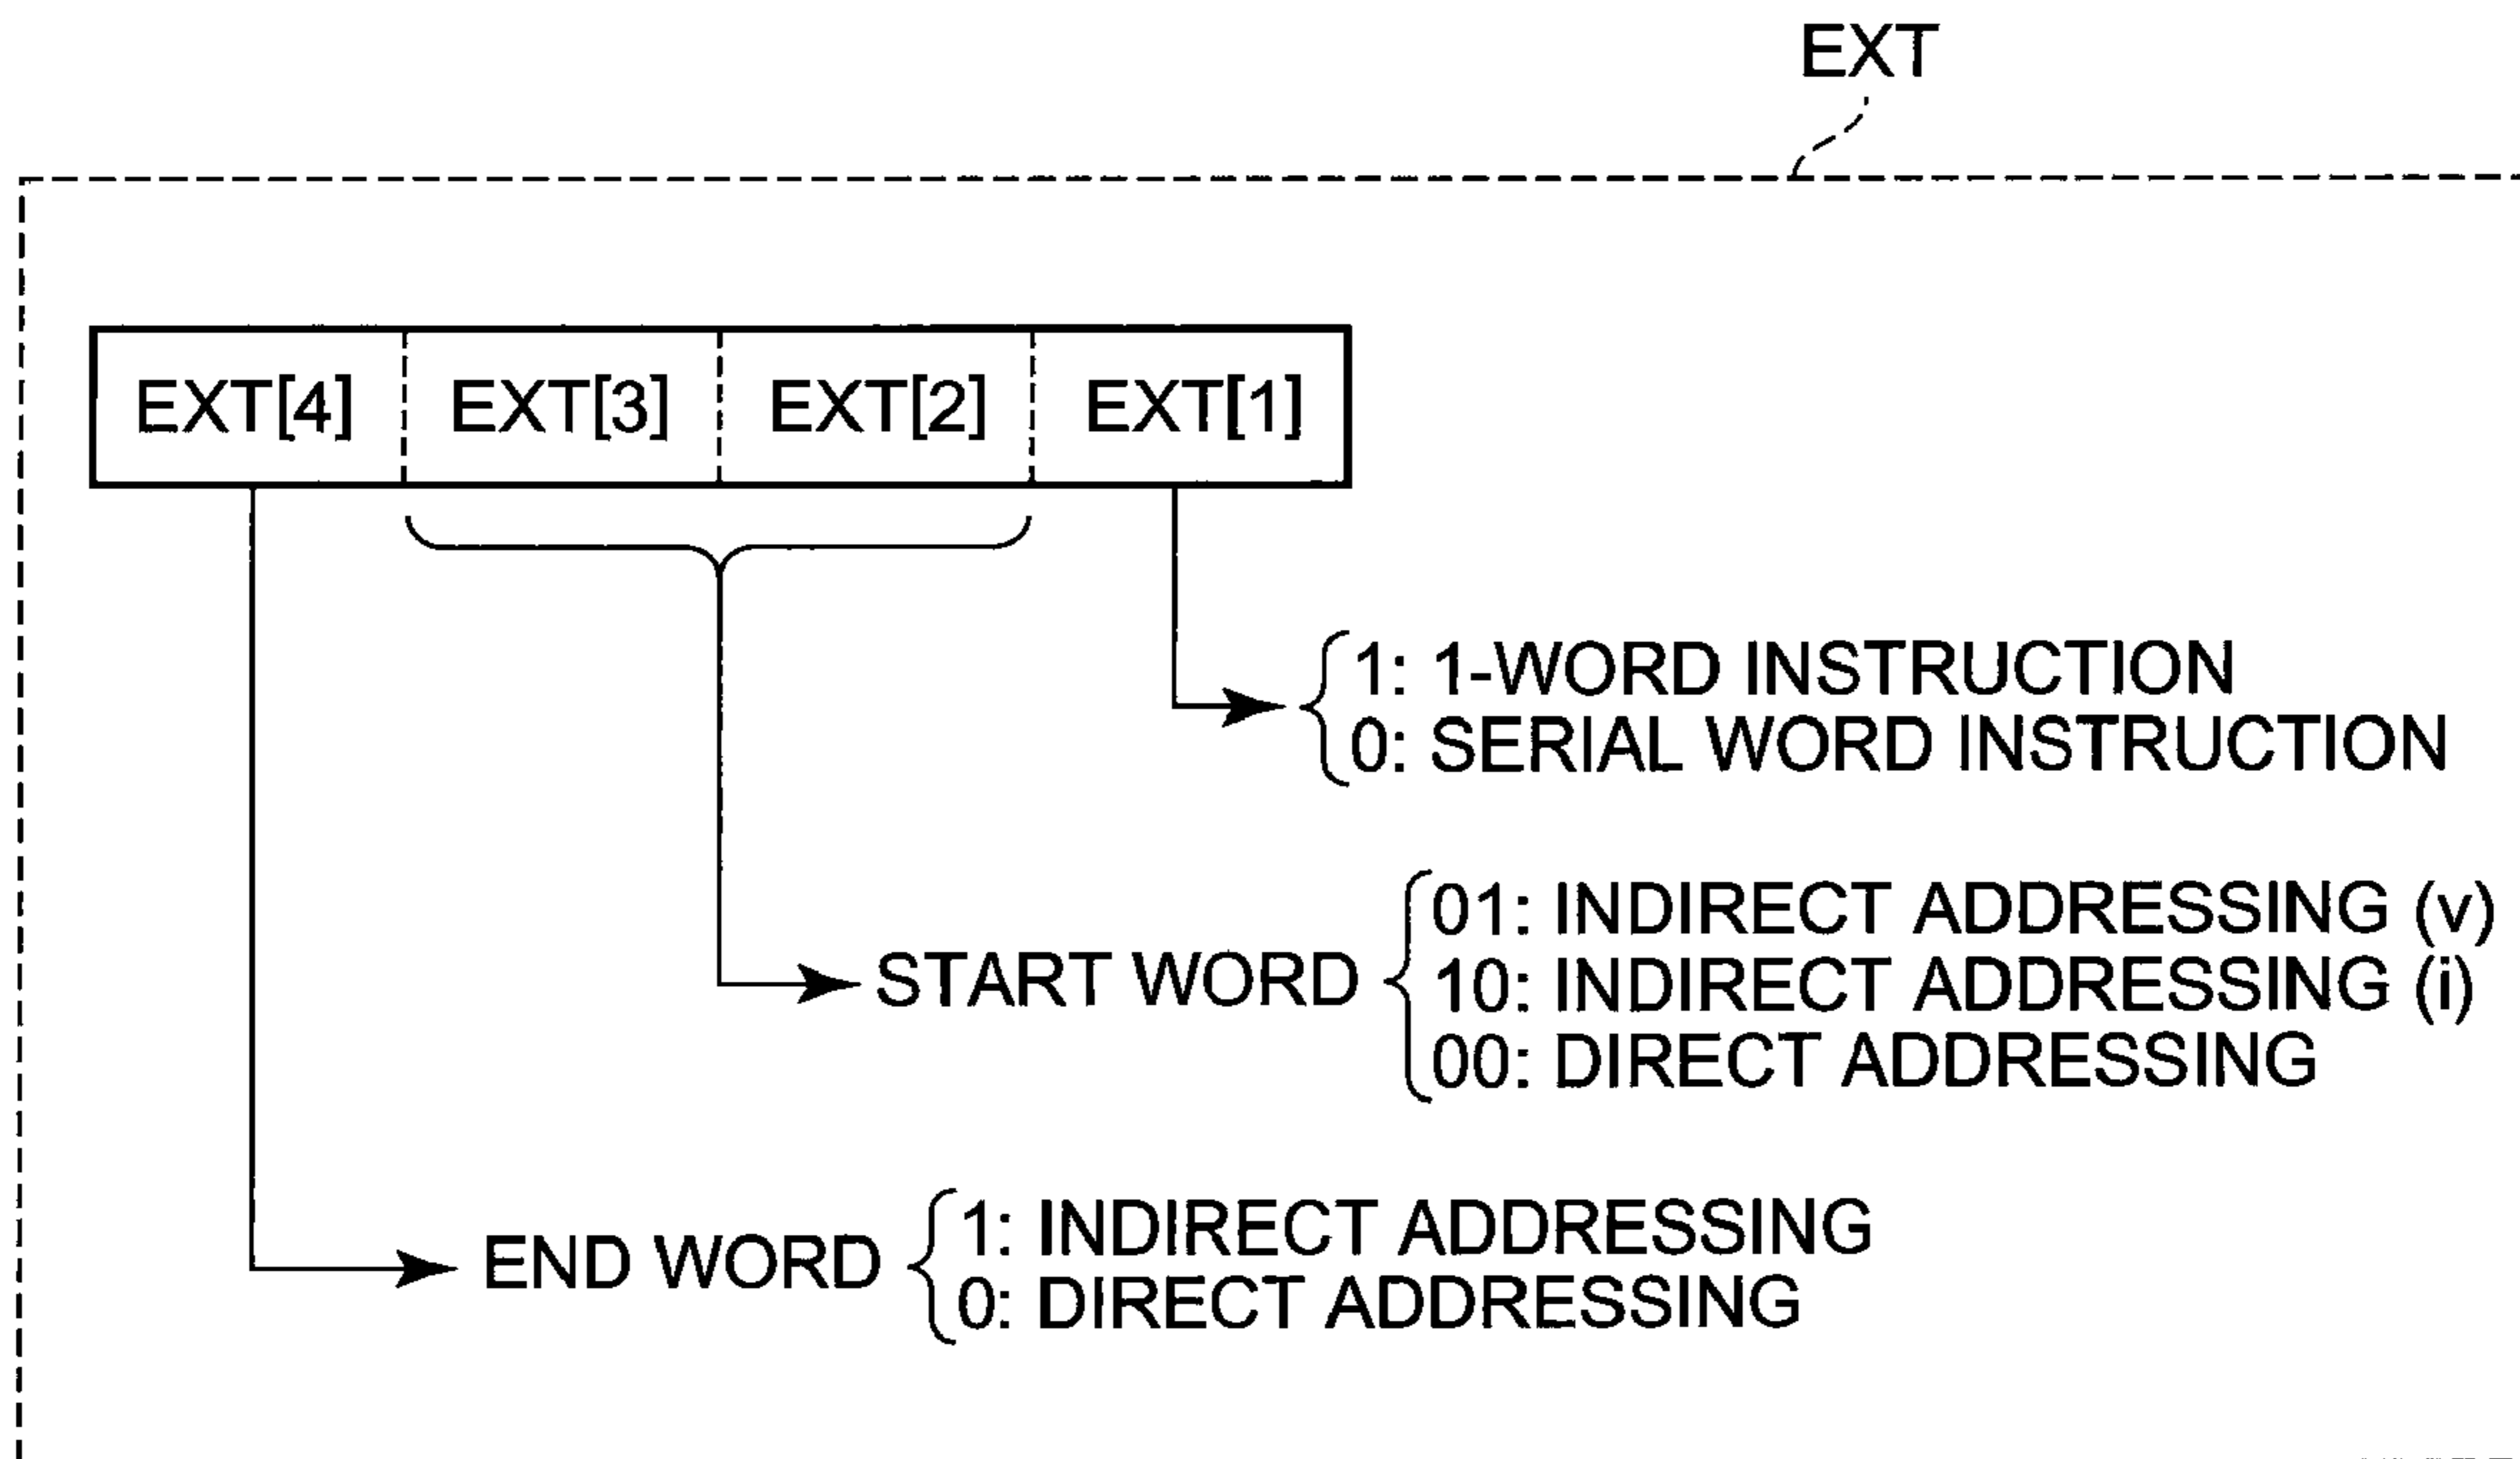 EXT
EXT[4] EXT[3] EXT[2] EXT[1]
1: 1-WORD INSTRUCTION
0: SERIAL WORD INSTRUCTION
01: INDIRECT ADDRESSING (v)
START WORD
10: INDIRECT ADDRESSING (i)
00: DIRECT ADDRESSING
END WORD
1: INDIRECT ADDRESSING
0: DIRECT ADDRESSING